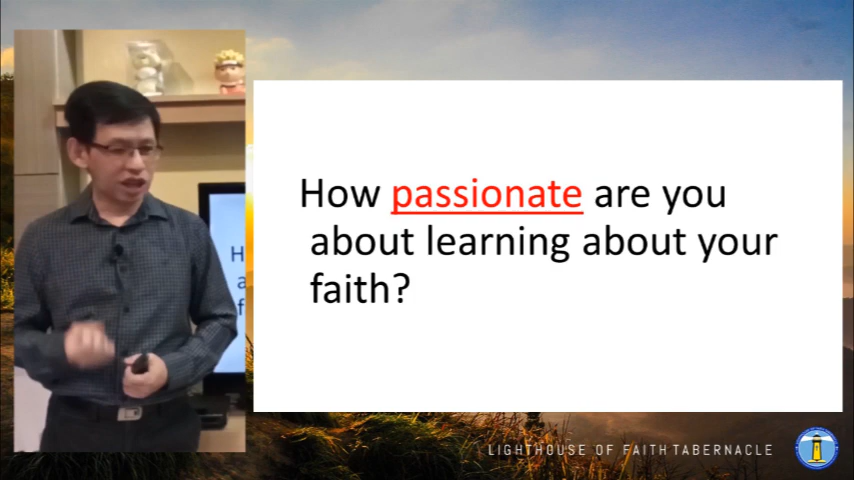 How passionate are you
about learning about your
faith?
H
a
f
LIGHTHOUSE OF FAITH TABERNACLE